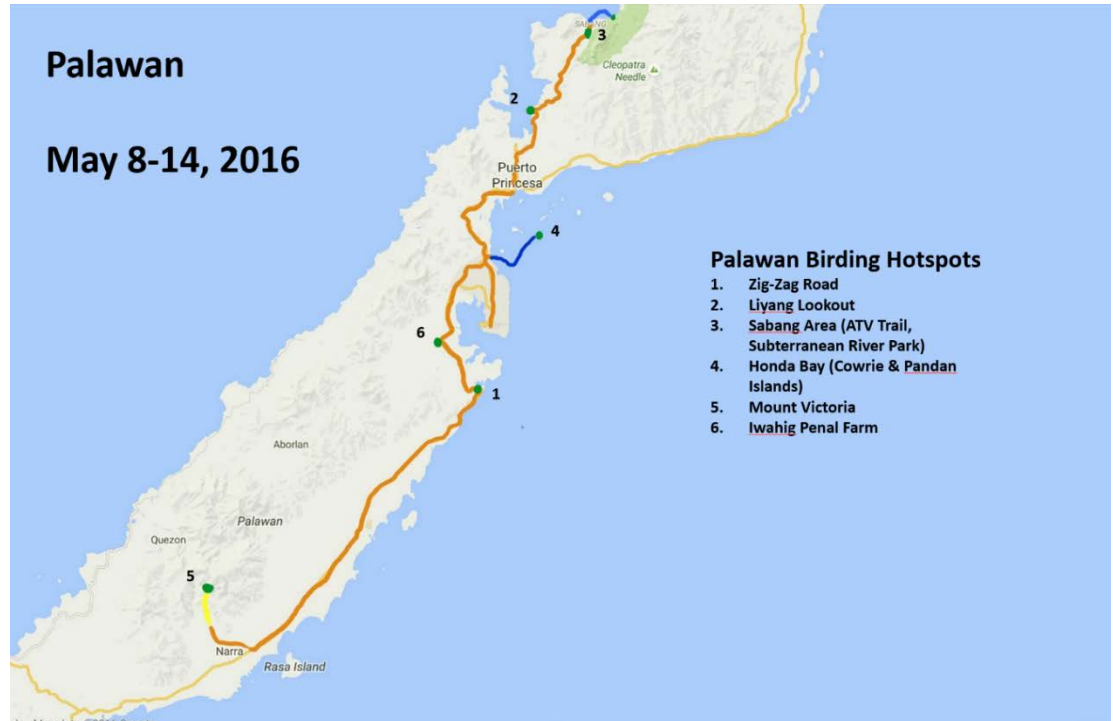 Palawan
May 8-14, 2016
SABANG
3
Cleopatra
Needle
2
Puerto
Princesa
4
Palawan Birding Hotspots
1. Zig-Zag Road
2. Liyang Lookout
3. Sabang Area (ATV Trail,
Subterranean River Park)
4. Honda Bay (Cowrie & Pandan
Islands)
5. Mount Victoria
6. Iwahig Penal Farm
6
1
Aborlan
Palawan
Quezon
5
Narra
Rasa Island